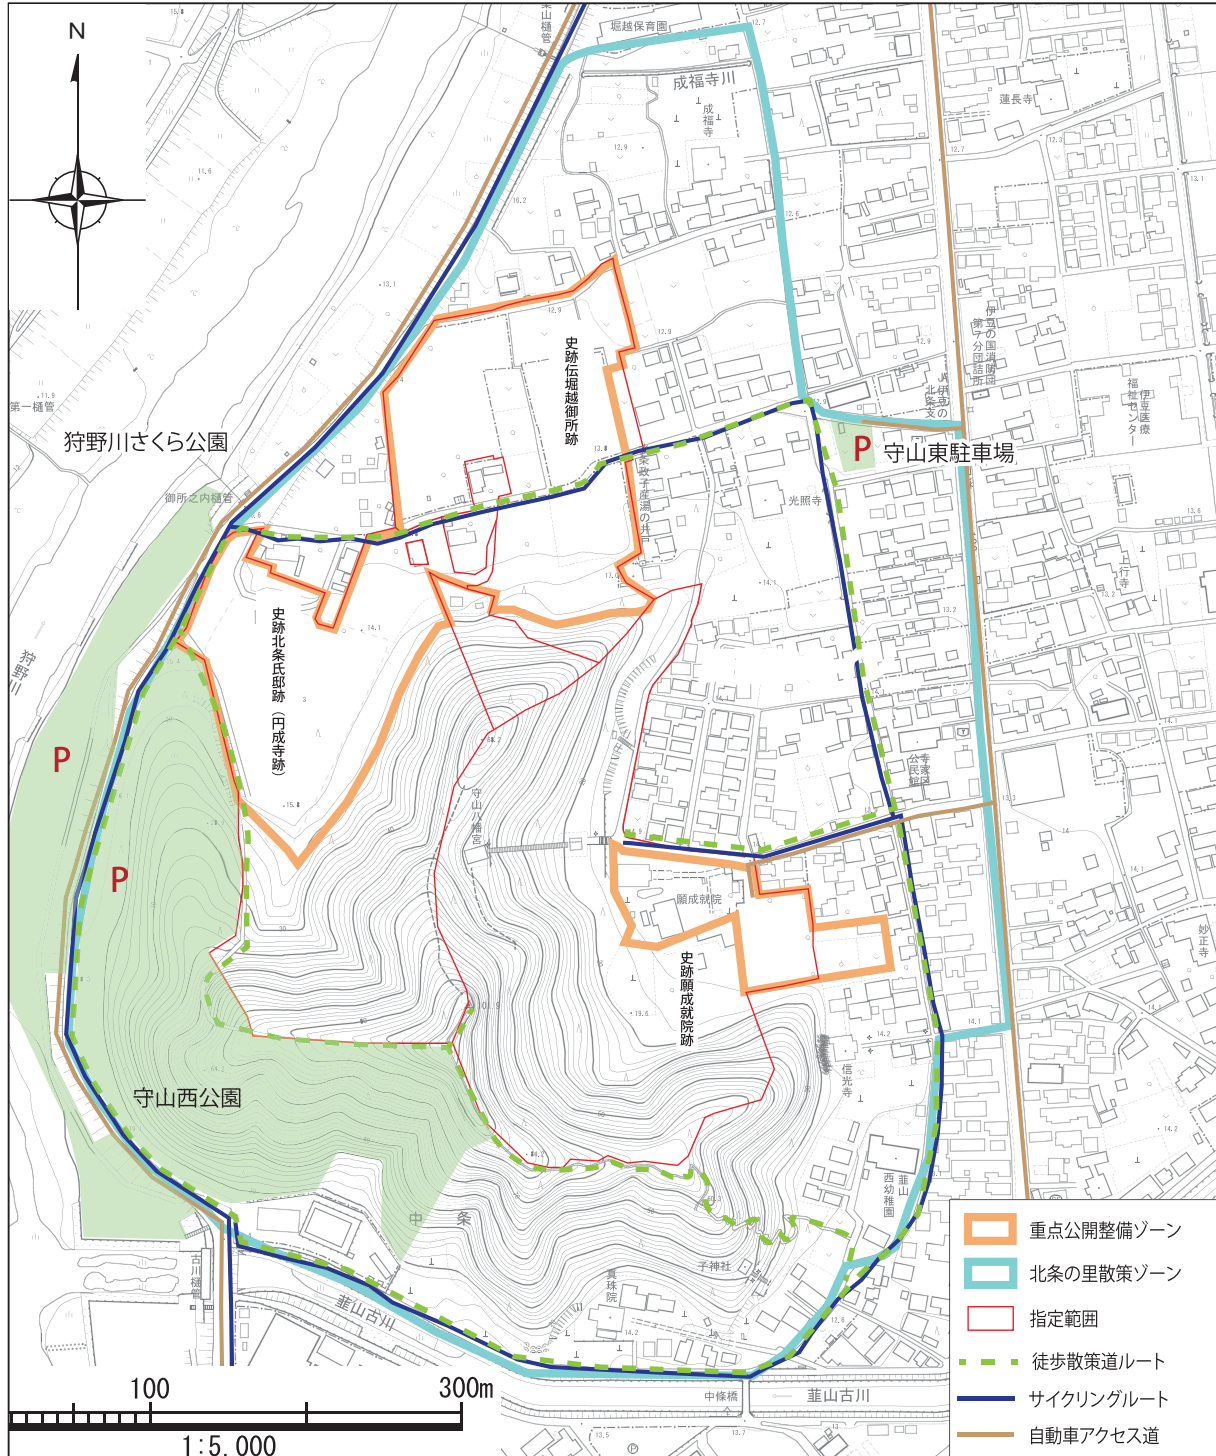 N
堀越保育園
成福寺川
成福寺
蓮長寺
史跡伝堀越御所跡
伊豆の国消防団
第7分団詰所
伊豆医療
福祉センター
第一樋管
狩野川さくら公園
御所之内樋管
P 守山東駐車場
光照寺
上行寺
狩野川
史跡北条氏邸跡（円成寺跡）
守山八幡宮
P
P
願成就院
史跡願成就院跡
妙正寺
信光寺
守山西公園
韮山
西幼稚園
中 条
子神社
真珠院
古川樋管
韮山古川
中條橋
韮山古川
重点公開整備ゾーン
北条の里散策ゾーン
指定範囲
徒歩散策道ルート
サイクリングルート
自動車アクセス道
100 300m
1:5,000